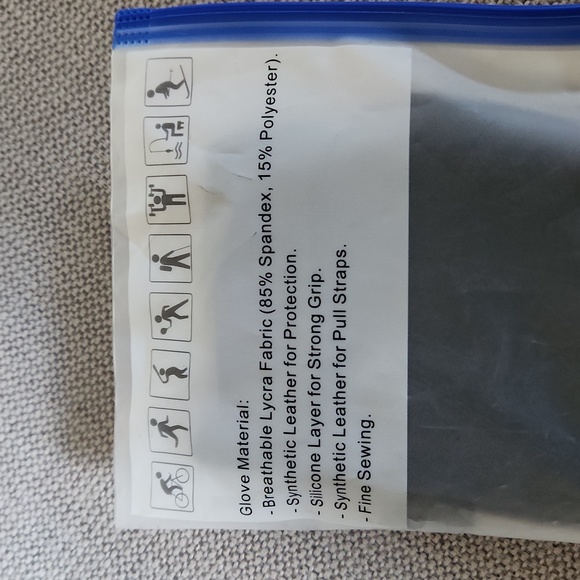 Glove Material:
- Breathable Lycra Fabric (85% Spandex, 15% Polyester).
- Synthetic Leather for Protection.
- Silicone Layer for Strong Grip.
- Synthetic Leather for Pull Straps.
- Fine Sewing.